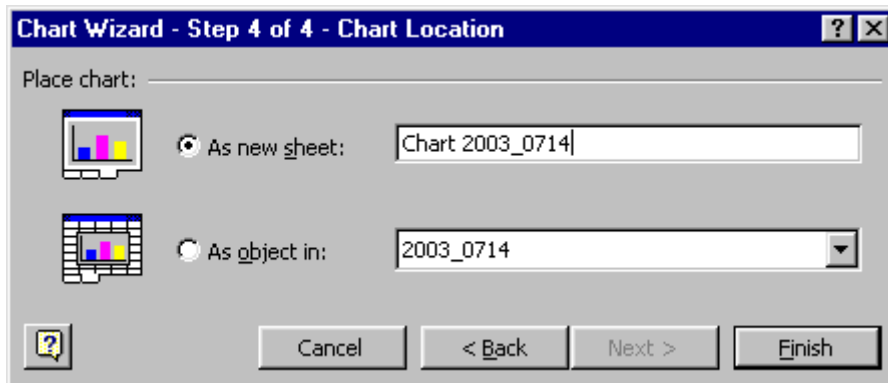 Chart Wizard - Step 4 of 4 - Chart Location
Place chart:
As new sheet: Chart 2003_0714
As object in: 2003_0714
Cancel < Back Next > Finish